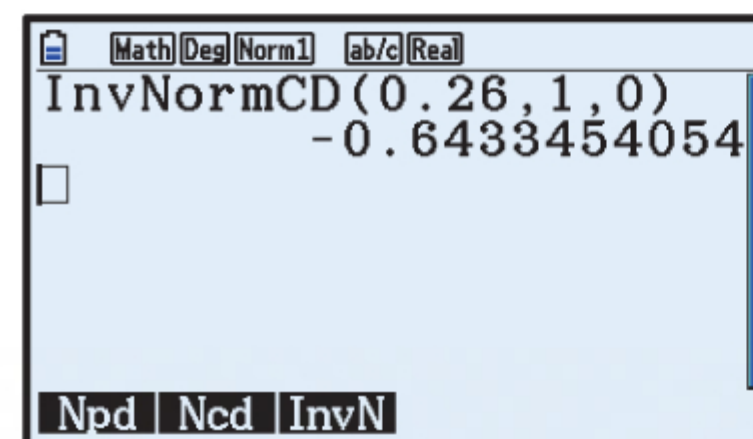 Math Deg Norm1 ab/c Real
InvNormCD(0.26,1,0)
-0.6433454054
Npd Ncd InvN